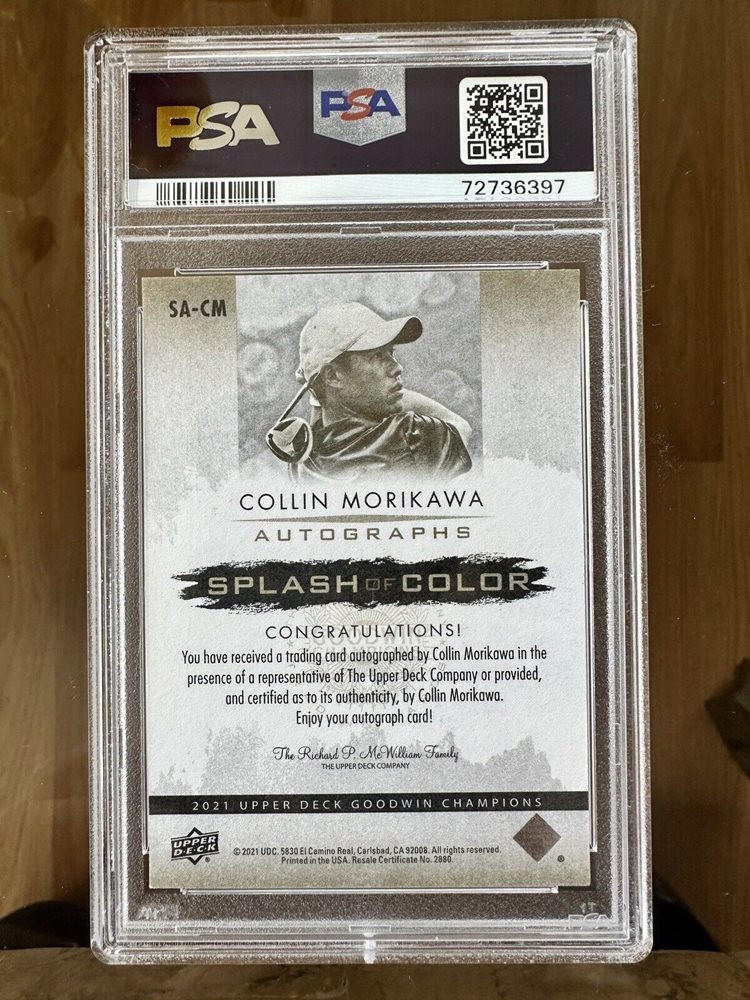 PSA
PSA
72736397
SA-CM
COLLIN MORIKAWA
AUTOGRAPHS
SPLASH OF COLOR
CONGRATULATIONS!
You have received a trading card autographed by Collin Morikawa in the
presence of a representative of The Upper Deck Company or provided,
and certified as to its authenticity, by Collin Morikawa.
Enjoy your autograph card!
The Richard P. McWilliam Family
THE UPPER DECK COMPANY
2021 UPPER DECK GOODWIN CHAMPIONS
UPPER
D·E·C·K
© 2021 UDC. 5830 El Camino Real, Carlsbad, CA 92008. All rights reserved.
Printed in the USA. Resale Certificate No. 2880.
PSA